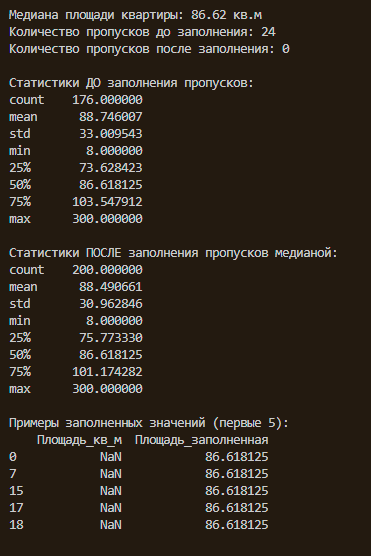 Медиана площади квартиры: 86.62 кв.м
Количество пропусков до заполнения: 24
Количество пропусков после заполнения: 0
Статистики ДО заполнения пропусков:
count 176.000000
mean 88.746007
std 33.009543
min 8.000000
25% 73.628423
50% 86.618125
75% 103.547912
max 300.000000
Статистики ПОСЛЕ заполнения пропусков медианой:
count 200.000000
mean 88.490661
std 30.962846
min 8.000000
25% 75.773330
50% 86.618125
75% 101.174282
max 300.000000
Примеры заполненных значений (первые 5):
Площадь_кв_м Площадь_заполненная
0 NaN 86.618125
7 NaN 86.618125
15 NaN 86.618125
17 NaN 86.618125
18 NaN 86.618125